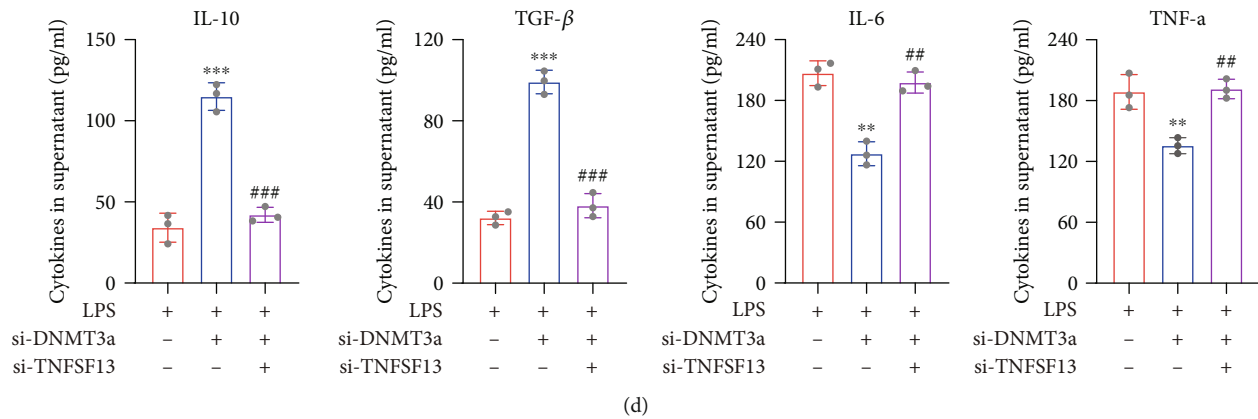 IL-10
Cytokines in supernatant (pg/ml)
150
100
50
0
***
###
LPS + + +
si-DNMT3a – + +
si-TNFSF13 – – +
TGF-β
Cytokines in supernatant (pg/ml)
120
80
40
0
***
###
LPS + + +
si-DNMT3a – + +
si-TNFSF13 – – +
IL-6
Cytokines in supernatant (pg/ml)
240
180
120
60
0
**
##
LPS + + +
si-DNMT3a – + +
si-TNFSF13 – – +
TNF-a
Cytokines in supernatant (pg/ml)
240
180
120
60
0
**
##
LPS + + +
si-DNMT3a – + +
si-TNFSF13 – – +
(d)